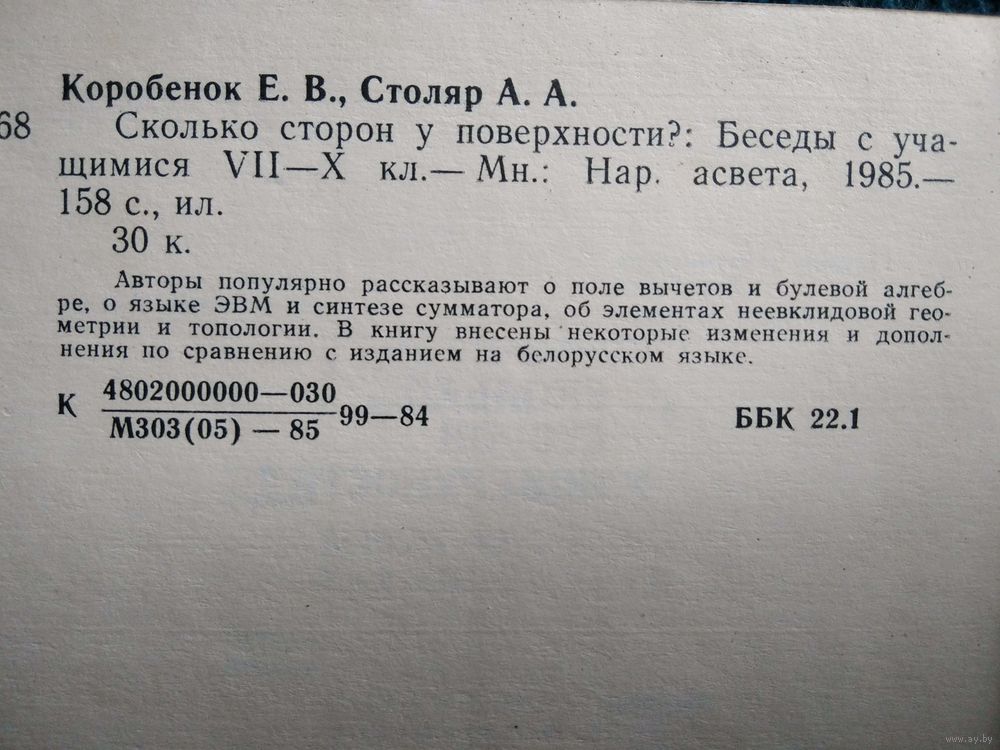 Коробенок Е. В., Столяр А. А.
68 Сколько сторон у поверхности?: Беседы с уча-
щимися VII—X кл.— Мн.: Нар. асвета, 1985.—
158 с., ил.
30 к.
Авторы популярно рассказывают о поле вычетов и булевой алгеб-
ре, о языке ЭВМ и синтезе сумматора, об элементах неевклидовой гео-
метрии и топологии. В книгу внесены некоторые изменения и допол-
нения по сравнению с изданием на белорусском языке.
К 4802000000—030
М303(05) — 85
99—84
ББК 22.1
www.ay.by